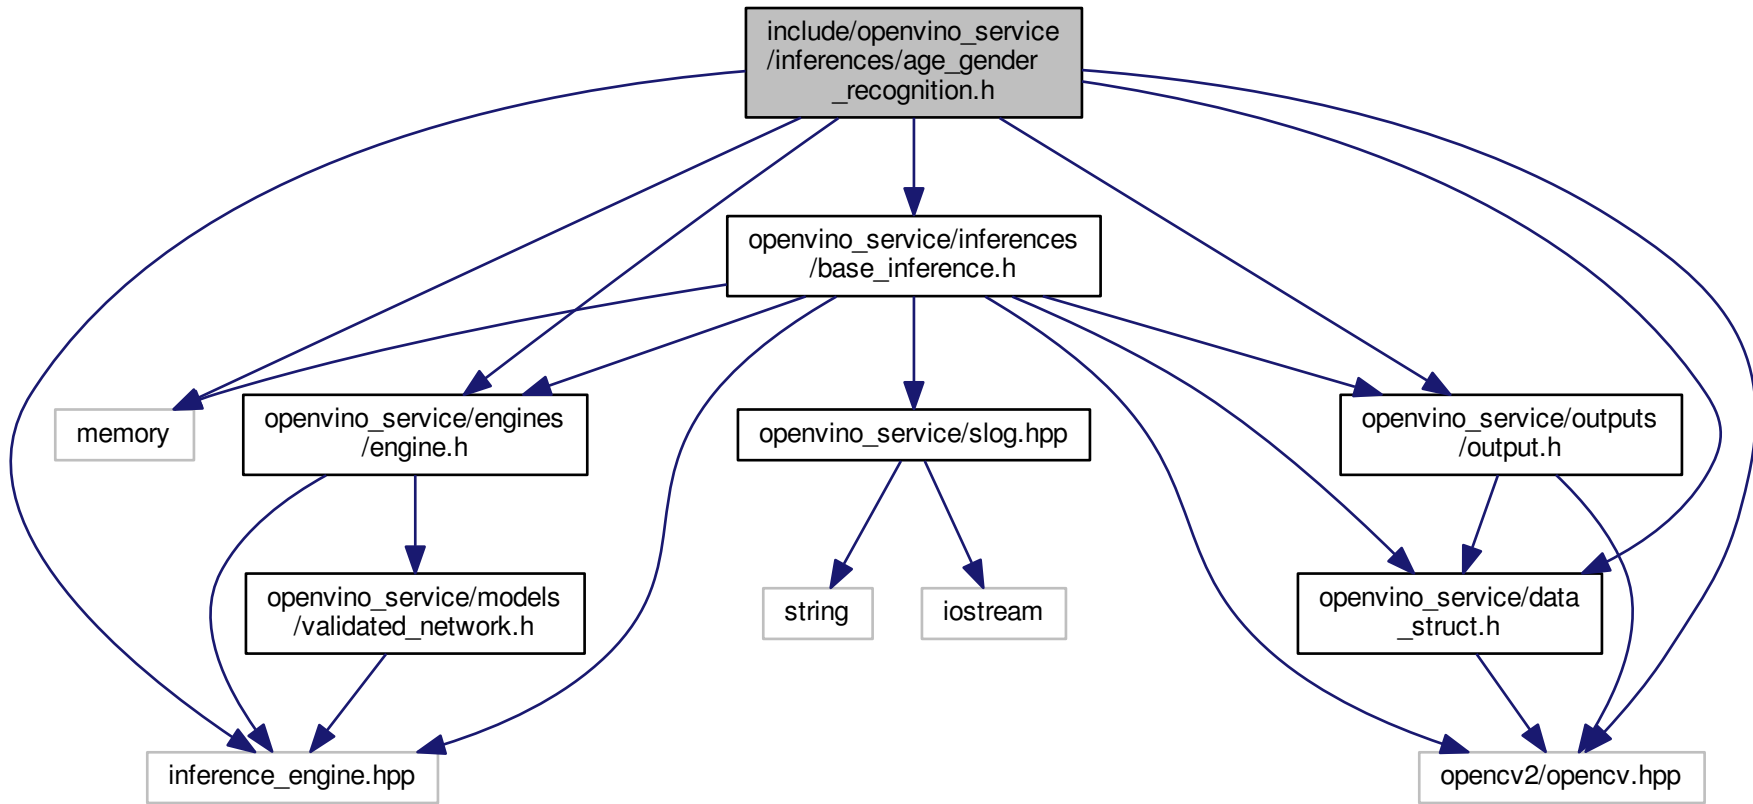 include/openvino_service
/inferences/age_gender
_recognition.h
openvino_service/inferences
/base_inference.h
memory
openvino_service/engines
/engine.h
openvino_service/slog.hpp
openvino_service/outputs
/output.h
openvino_service/models
/validated_network.h
string
iostream
openvino_service/data
_struct.h
inference_engine.hpp
opencv2/opencv.hpp